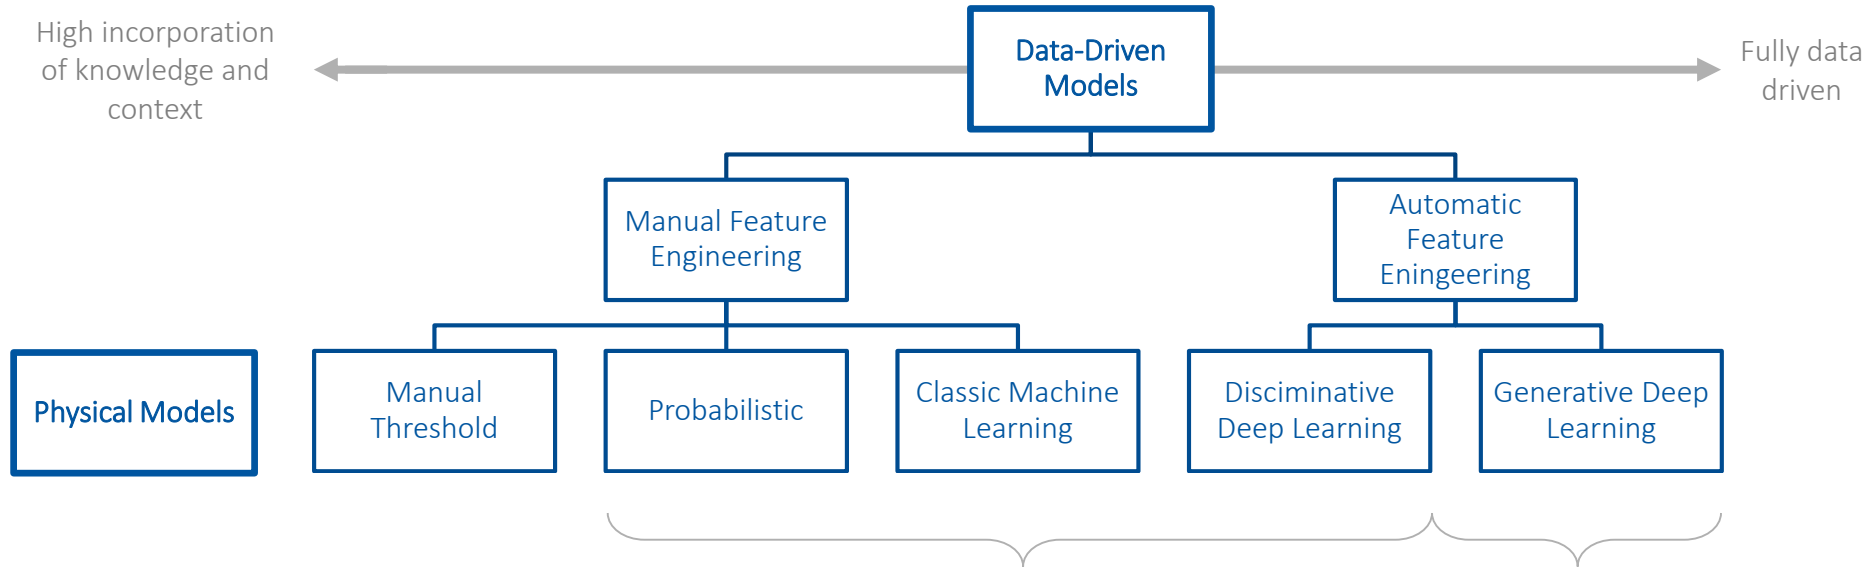 High incorporation
of knowledge and
context
Data-Driven
Models
Fully data
driven
Manual Feature
Engineering
Automatic
Feature
Eningeering
Physical Models
Manual
Threshold
Probabilistic
Classic Machine
Learning
Disciminative
Deep Learning
Generative Deep
Learning